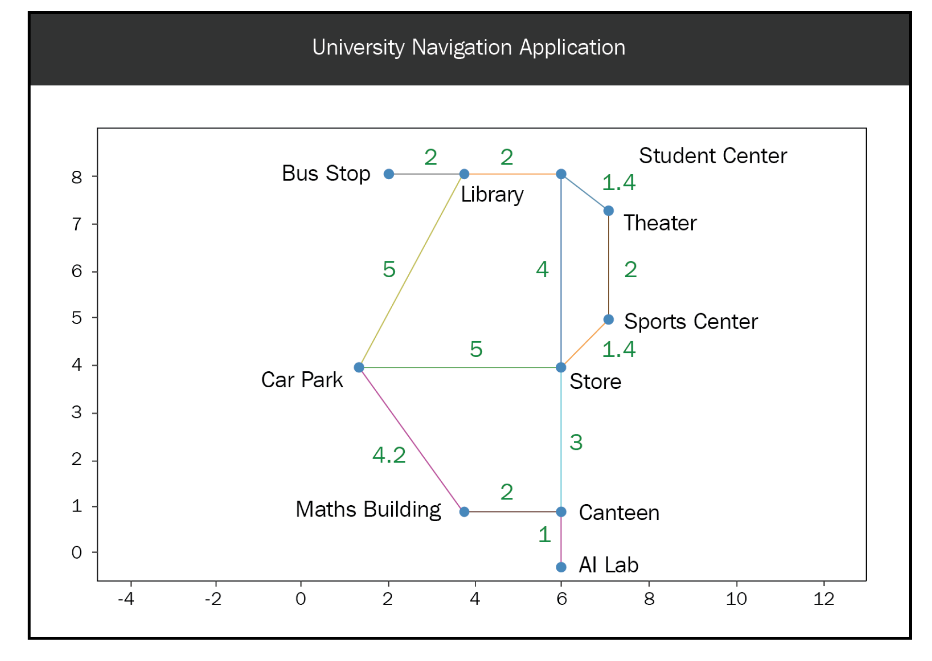 University Navigation Application
Student Center
2
2
Bus Stop
8
1.4
Library
7
Theater
6
5
4
2
5
Sports Center
5
1.4
4
Car Park
Store
3
3
4.2
2
2
1
Maths Building
Canteen
1
0
AI Lab
-4
-2
0
2
4
6
8
10
12